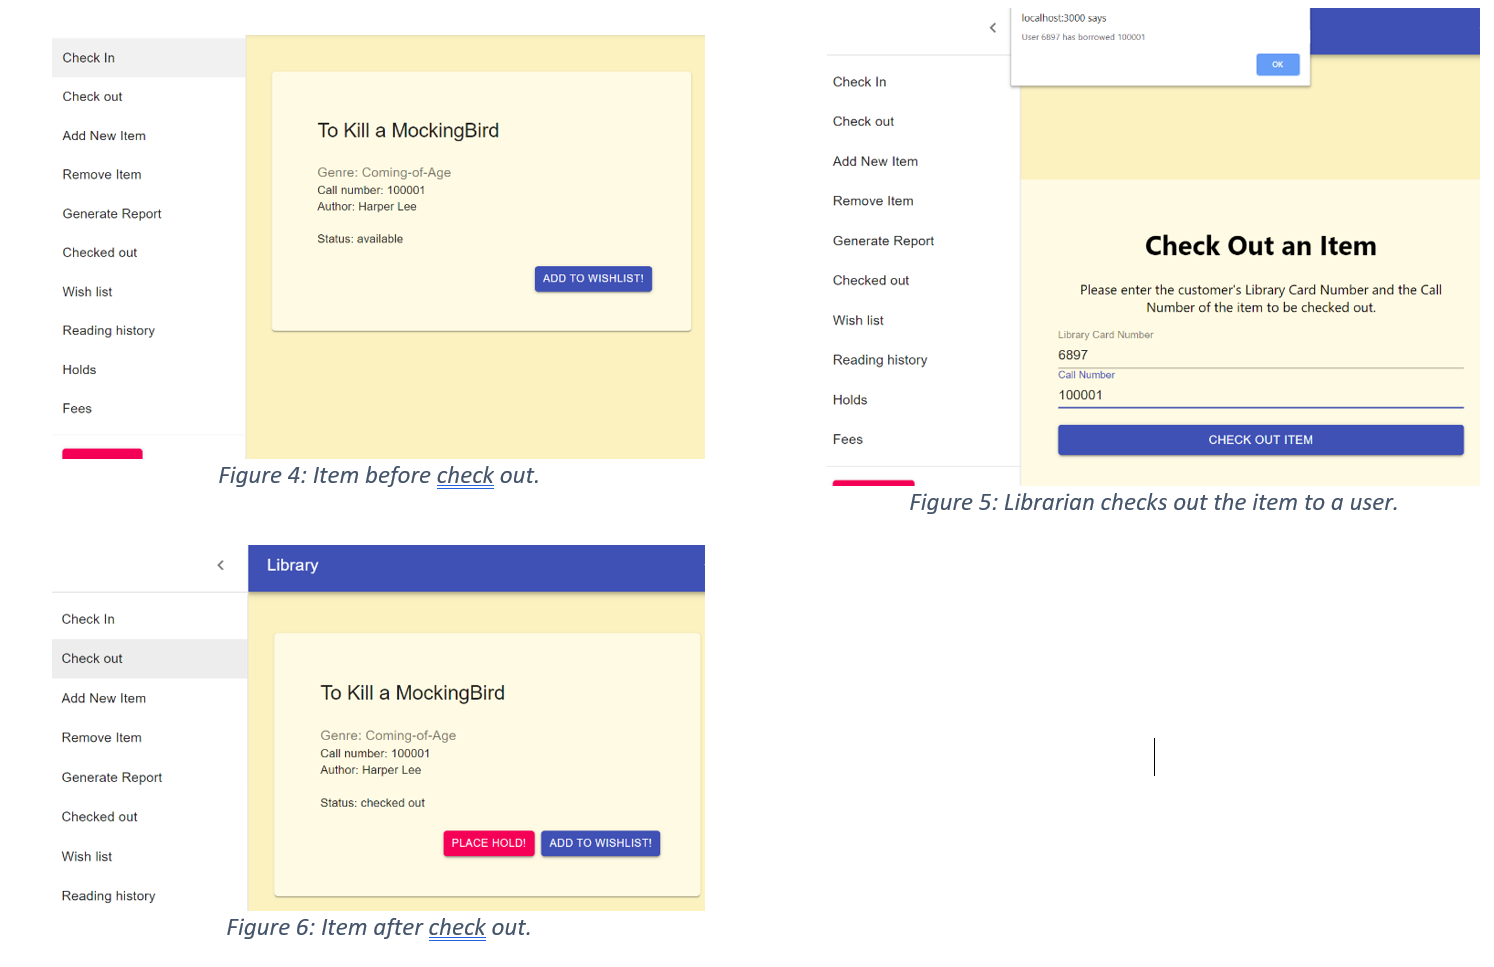 Check In
Check out
Add New Item
Remove Item
Generate Report
Checked out
Wish list
Reading history
Holds
Fees
To Kill a MockingBird
Genre: Coming-of-Age
Call number: 100001
Author: Harper Lee
Status: available
ADD TO WISHLIST!
Figure 4: Item before check out.
localhost:3000 says
User 6897 has borrowed 100001
OK
Check In
Check out
Add New Item
Remove Item
Generate Report
Checked out
Wish list
Reading history
Holds
Fees
Check Out an Item
Please enter the customer's Library Card Number and the Call
Number of the item to be checked out.
Library Card Number
6897
Call Number
100001
CHECK OUT ITEM
Figure 5: Librarian checks out the item to a user.
Library
Check In
Check out
Add New Item
Remove Item
Generate Report
Checked out
Wish list
Reading history
To Kill a MockingBird
Genre: Coming-of-Age
Call number: 100001
Author: Harper Lee
Status: checked out
PLACE HOLD!
ADD TO WISHLIST!
Figure 6: Item after check out.